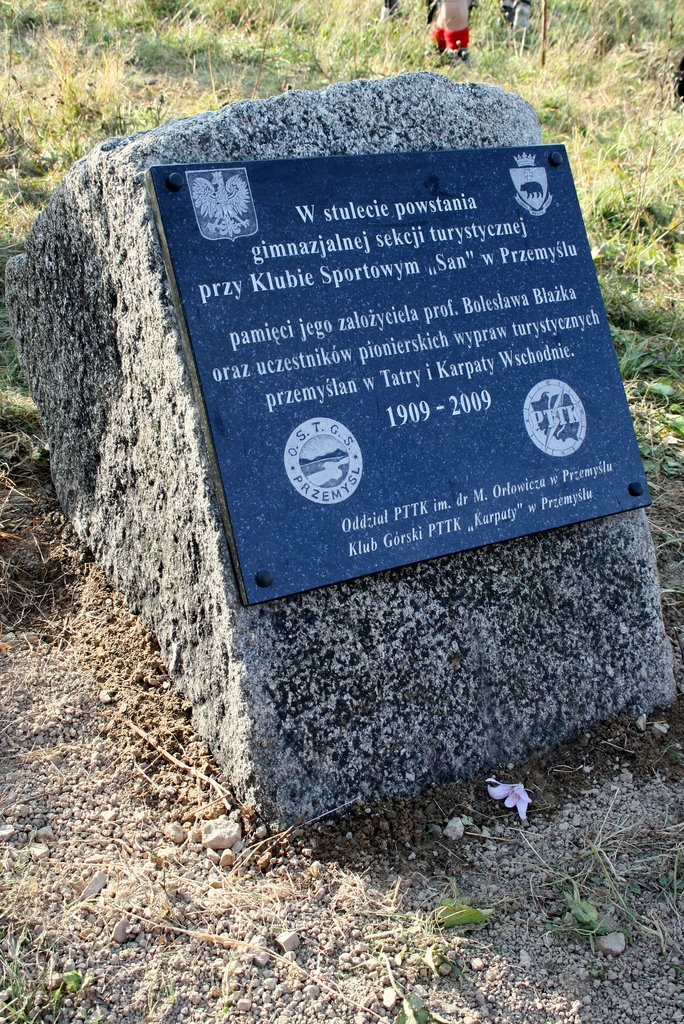 W stulecie powstania
gimnazjalnej sekcji turystycznej
przy Klubie Sportowym „San" w Przemyślu
pamięci jego założyciela prof. Bolesława Błażka
oraz uczestników pionierskich wypraw turystycznych
przemyślan w Tatry i Karpaty Wschodnie.
1909 - 2009
O.S.T.G.S.
PRZEMYŚL
PTTK
Oddział PTTK im. dr M. Orłowicza w Przemyślu
Klub Górski PTTK „Karpaty" w Przemyślu